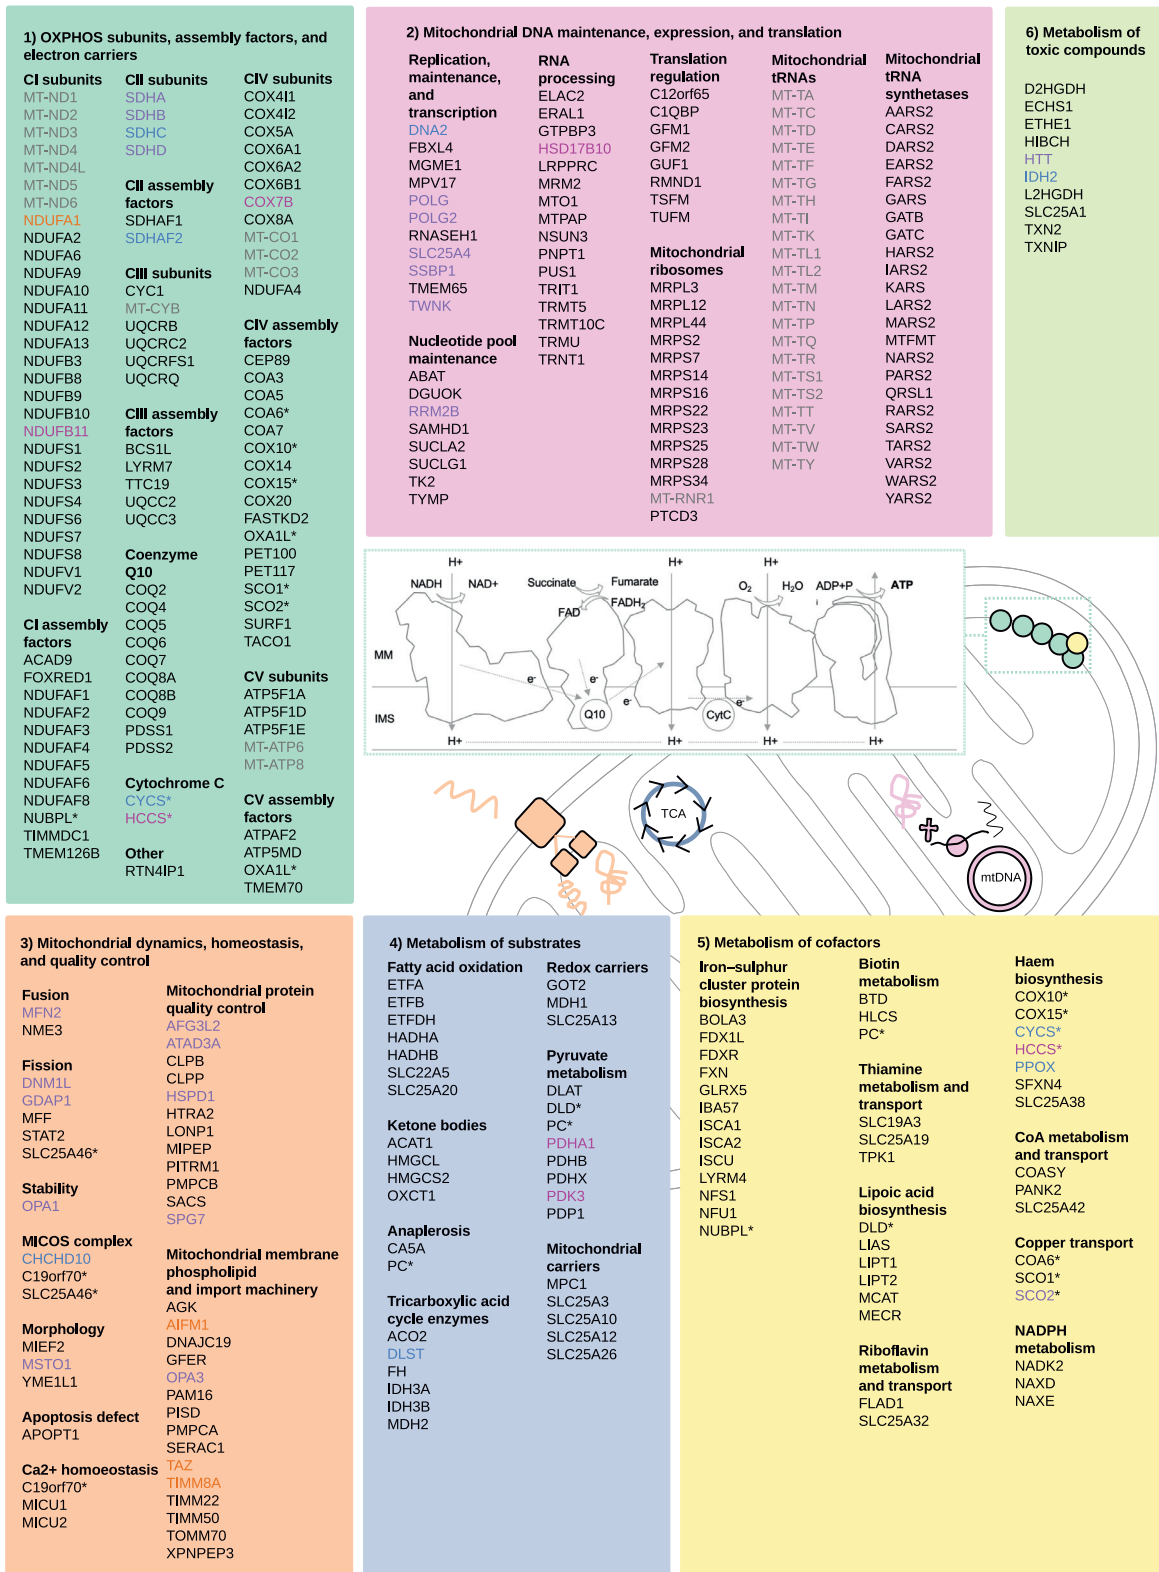 1) OXPHOS subunits, assembly factors, and
electron carriers
CI subunits
MT-ND1
MT-ND2
MT-ND3
MT-ND4
MT-ND4L
MT-ND5
MT-ND6
NDUFA1
NDUFA2
NDUFA6
NDUFA9
NDUFA10
NDUFA11
NDUFA12
NDUFA13
NDUFB3
NDUFB8
NDUFB9
NDUFB10
NDUFB11
NDUFS1
NDUFS2
NDUFS3
NDUFS4
NDUFS6
NDUFS7
NDUFS8
NDUFV1
NDUFV2
CI assembly
factors
ACAD9
FOXRED1
NDUFAF1
NDUFAF2
NDUFAF3
NDUFAF4
NDUFAF5
NDUFAF6
NDUFAF8
NUBPL*
TIMMDC1
TMEM126B
CII subunits
SDHA
SDHB
SDHC
SDHD
CII assembly
factors
SDHAF1
SDHAF2
CIII subunits
CYC1
MT-CYB
UQCRB
UQCRC2
UQCRFS1
UQCRQ
CIII assembly
factors
BCS1L
LYRM7
TTC19
UQCC2
UQCC3
Coenzyme
Q10
COQ2
COQ4
COQ5
COQ6
COQ7
COQ8A
COQ8B
COQ9
PDSS1
PDSS2
Cytochrome C
CYCS*
HCCS*
Other
RTN4IP1
CIV subunits
COX4I1
COX4I2
COX5A
COX6A1
COX6A2
COX6B1
COX7B
COX8A
MT-CO1
MT-CO2
MT-CO3
NDUFA4
CIV assembly
factors
CEP89
COA3
COA5
COA6*
COA7
COX10*
COX14
COX15*
COX20
FASTKD2
OXA1L*
PET100
PET117
SCO1*
SCO2*
SURF1
TACO1
CV subunits
ATP5F1A
ATP5F1D
ATP5F1E
MT-ATP6
MT-ATP8
CV assembly
factors
ATPAF2
ATP5MD
OXA1L*
TMEM70
2) Mitochondrial DNA maintenance, expression, and translation
Replication,
maintenance,
and
transcription
DNA2
FBXL4
MGME1
MPV17
POLG
POLG2
RNASEH1
SLC25A4
SSBP1
TMEM65
TWNK
Nucleotide pool
maintenance
ABAT
DGUOK
RRM2B
SAMHD1
SUCLA2
SUCLG1
TK2
TYMP
RNA
processing
ELAC2
ERAL1
GTPBP3
HSD17B10
LRPPRC
MRM2
MTO1
MTPAP
NSUN3
PNPT1
PUS1
TRIT1
TRMT5
TRMT10C
TRMU
TRNT1
Translation
regulation
C12orf65
C1QBP
GFM1
GFM2
GUF1
RMND1
TSFM
TUFM
Mitochondrial
ribosomes
MRPL3
MRPL12
MRPL44
MRPS2
MRPS7
MRPS14
MRPS16
MRPS22
MRPS23
MRPS25
MRPS28
MRPS34
MT-RNR1
PTCD3
Mitochondrial
tRNAs
MT-TA
MT-TC
MT-TD
MT-TE
MT-TF
MT-TG
MT-TH
MT-TI
MT-TK
MT-TL1
MT-TL2
MT-TM
MT-TN
MT-TP
MT-TQ
MT-TR
MT-TS1
MT-TS2
MT-TT
MT-TV
MT-TW
MT-TY
Mitochondrial
tRNA
synthetases
AARS2
CARS2
DARS2
EARS2
FARS2
GARS
GATB
GATC
HARS2
IARS2
KARS
LARS2
MARS2
MTFMT
NARS2
PARS2
QRSL1
RARS2
SARS2
TARS2
VARS2
WARS2
YARS2
6) Metabolism of
toxic compounds
D2HGDH
ECHS1
ETHE1
HIBCH
HTT
IDH2
L2HGDH
SLC25A1
TXN2
TXNIP
H+ H+ H+
NADH NAD+ Succinate Fumarate O2 H2O ADP+P i ATP
FAD FADH2
MM
e- e- e- e-
IMS Q10 CytC
H+ H+ H+ H+
TCA
mtDNA
3) Mitochondrial dynamics, homeostasis,
and quality control
Fusion
MFN2
NME3
Fission
DNM1L
GDAP1
MFF
STAT2
SLC25A46*
Stability
OPA1
MICOS complex
CHCHD10
C19orf70*
SLC25A46*
Morphology
MIEF2
MSTO1
YME1L1
Apoptosis defect
APOPT1
Ca2+ homoeostasis
C19orf70*
MICU1
MICU2
Mitochondrial protein
quality control
AFG3L2
ATAD3A
CLPB
CLPP
HSPD1
HTRA2
LONP1
MIPEP
PITRM1
PMPCB
SACS
SPG7
Mitochondrial membrane
phospholipid
and import machinery
AGK
AIFM1
DNAJC19
GFER
OPA3
PAM16
PISD
PMPCA
SERAC1
TAZ
TIMM8A
TIMM22
TIMM50
TOMM70
XPNPEP3
4) Metabolism of substrates
Fatty acid oxidation
ETFA
ETFB
ETFDH
HADHA
HADHB
SLC22A5
SLC25A20
Ketone bodies
ACAT1
HMGCL
HMGCS2
OXCT1
Anaplerosis
CA5A
PC*
Tricarboxylic acid
cycle enzymes
ACO2
DLST
FH
IDH3A
IDH3B
MDH2
Redox carriers
GOT2
MDH1
SLC25A13
Pyruvate
metabolism
DLAT
DLD*
PC*
PDHA1
PDHB
PDHX
PDK3
PDP1
Mitochondrial
carriers
MPC1
SLC25A3
SLC25A10
SLC25A12
SLC25A26
5) Metabolism of cofactors
Iron–sulphur
cluster protein
biosynthesis
BOLA3
FDX1L
FDXR
FXN
GLRX5
IBA57
ISCA1
ISCA2
ISCU
LYRM4
NFS1
NFU1
NUBPL*
Biotin
metabolism
BTD
HLCS
PC*
Thiamine
metabolism and
transport
SLC19A3
SLC25A19
TPK1
Lipoic acid
biosynthesis
DLD*
LIAS
LIPT1
LIPT2
MCAT
MECR
Riboflavin
metabolism
and transport
FLAD1
SLC25A32
Haem
biosynthesis
COX10*
COX15*
CYCS*
HCCS*
PPOX
SFXN4
SLC25A38
CoA metabolism
and transport
COASY
PANK2
SLC25A42
Copper transport
COA6*
SCO1*
SCO2*
NADPH
metabolism
NADK2
NAXD
NAXE